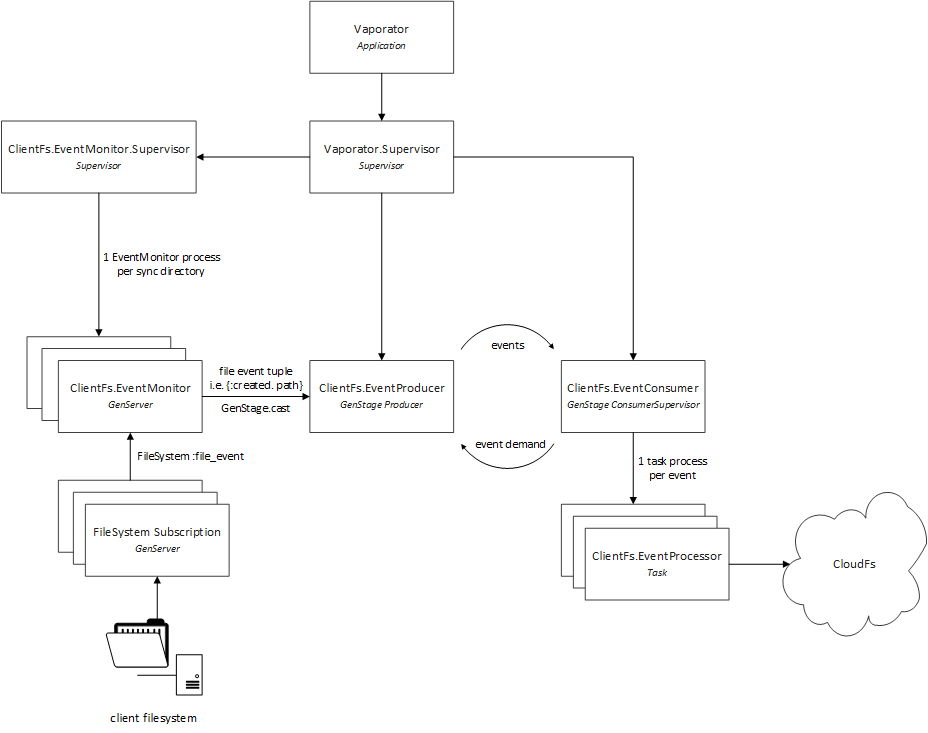 Vaporator
Application
ClientFs.EventMonitor.Supervisor
Supervisor
Vaporator.Supervisor
Supervisor
1 EventMonitor process
per sync directory
events
ClientFs.EventMonitor
GenServer
file event tuple
i.e. {:created. path}
GenStage.cast
ClientFs.EventProducer
GenStage Producer
ClientFs.EventConsumer
GenStage ConsumerSupervisor
event demand
FileSystem :file_event
1 task process
per event
FileSystem Subscription
GenServer
ClientFs.EventProcessor
Task
CloudFs
client filesystem